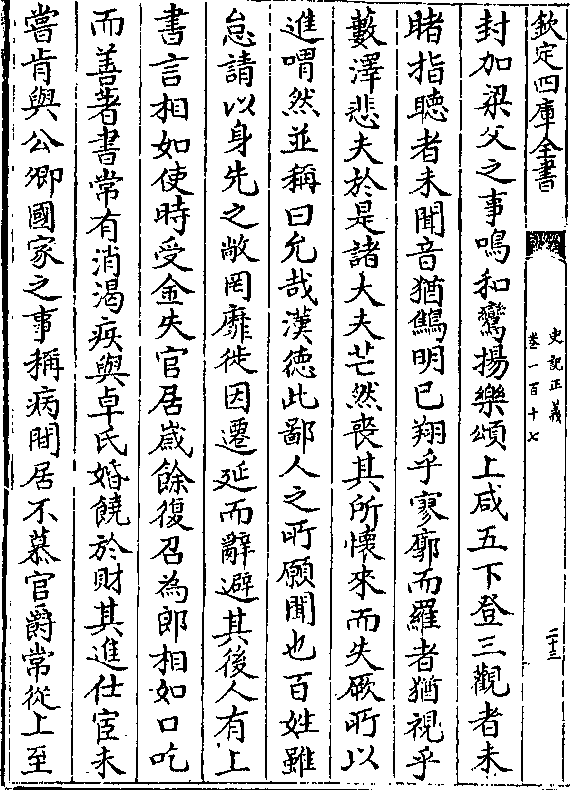 欽定四庫全書
史記正義
卷一百十七
二十三
封加梁父之事鳴和鸞揚樂頌上咸五下登三觀者未
睹指聽者未聞音猶鷦明已翔乎寥廓而羅者猶視乎
藪澤悲夫於是諸大夫芒然喪其所懷來而失厥所以
進喟然並稱曰允哉漢徳此鄙人之所願聞也百姓雖
怠請以身先之敞罔靡徙因遷延而辭避其後人有上
書言相如使時受金失官居嵗餘復召為郎相如口吃
而善著書常有消渴疾與卓氏婚饒於財其進仕宦未
嘗肯與公卿國家之事稱病閒居不慕官爵常從上至